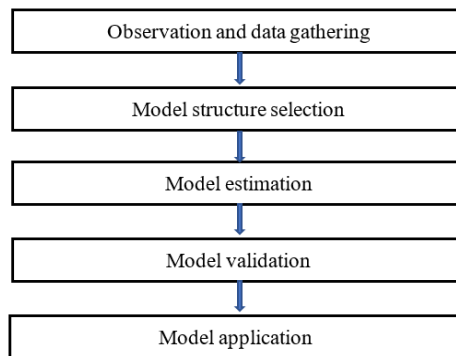 Observation and data gathering
Model structure selection
Model estimation
Model validation
Model application